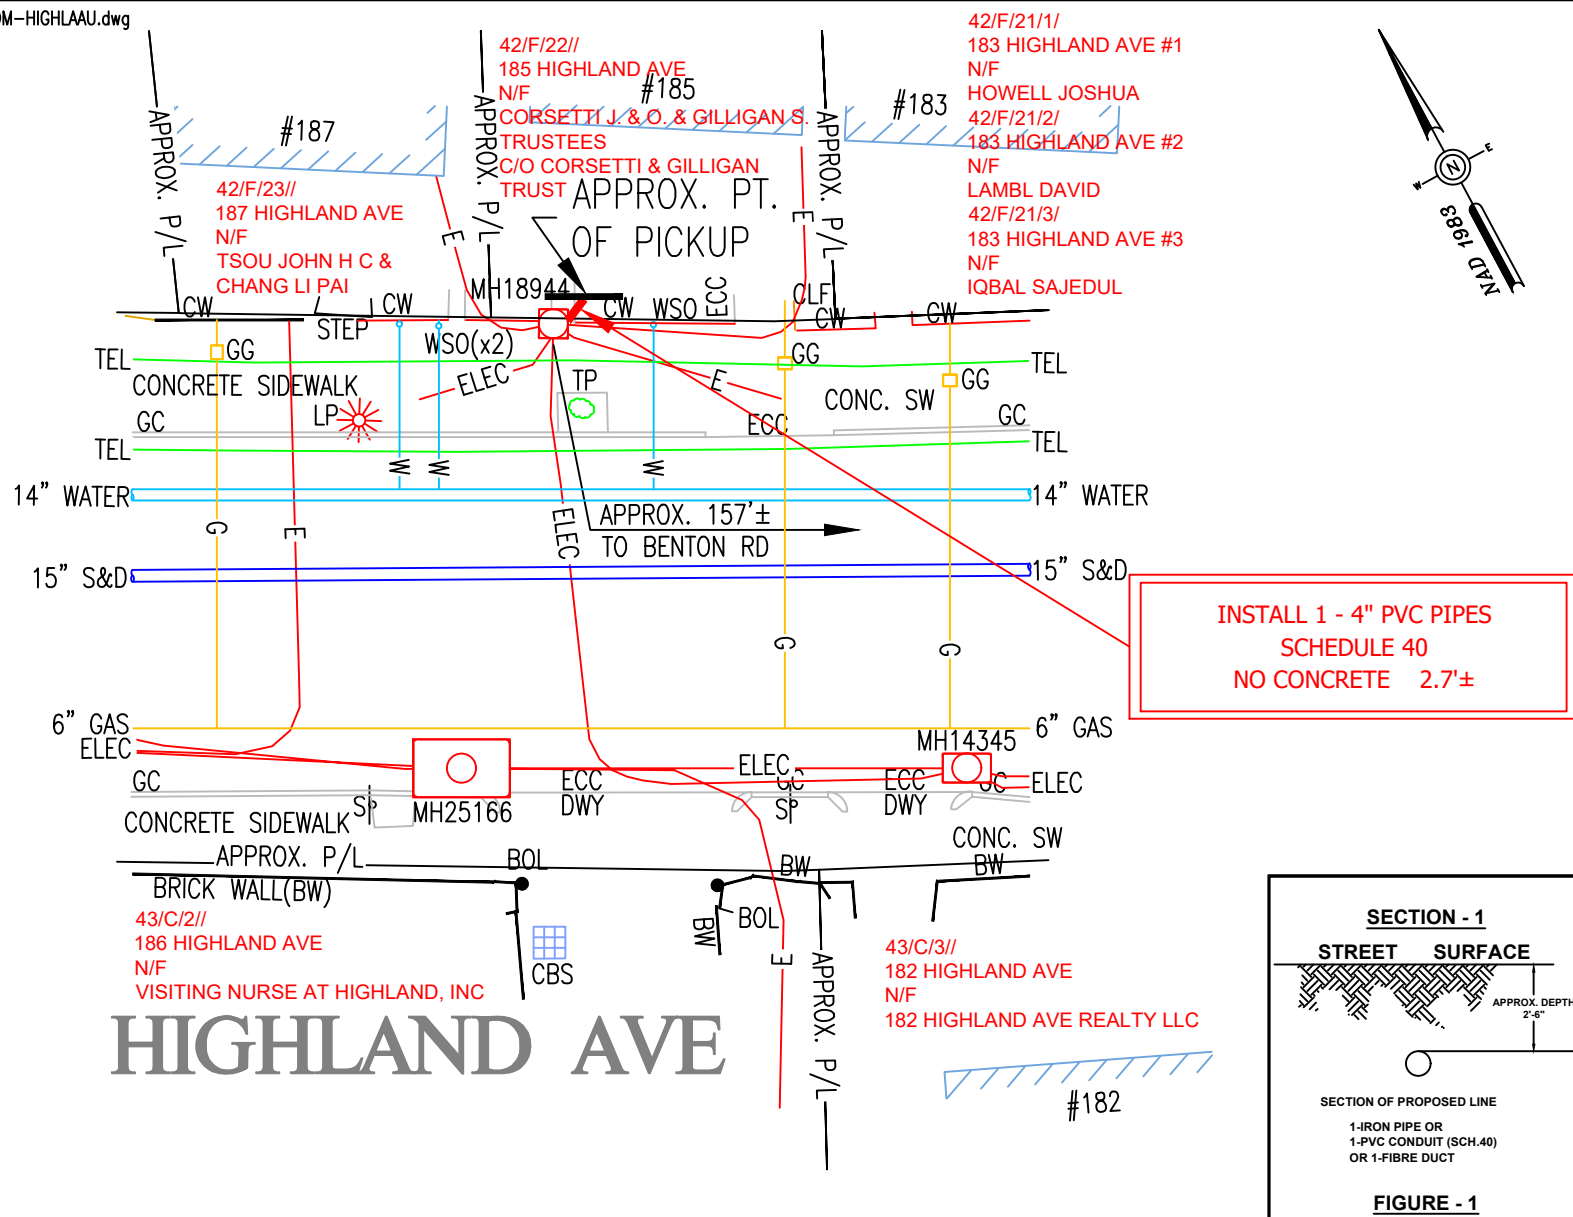 OM-HIGHLAAU.dwg
42/F/22//
185 HIGHLAND AVE
N/F
CORSETTI J. & O. & GILLIGAN S.
TRUSTEES
C/O CORSETTI & GILLIGAN
TRUST
42/F/21/1/
183 HIGHLAND AVE #1
N/F
HOWELL JOSHUA
42/F/21/2/
183 HIGHLAND AVE #2
N/F
LAMBL DAVID
42/F/21/3/
183 HIGHLAND AVE #3
N/F
IQBAL SAJEDUL
#187
#185
#183
APPROX. P/L
APPROX. P/L
APPROX. P/L
42/F/23//
187 HIGHLAND AVE
N/F
TSOU JOHN H C &
CHANG LI PAI
APPROX. PT.
OF PICKUP
N
E
W
NAD 1983
E
E
MH18944
CW
STEP
CW
CW
WSO
ECC
CLF
CW
CW
WSO(x2)
TEL
GG
GG
GG
TEL
CONCRETE SIDEWALK
ELEC
TP
E
CONC. SW
LP
GC
ECC
GC
TEL
TEL
W
W
W
14" WATER
14" WATER
G
E
ELEC
APPROX. 157'±
TO BENTON RD
15" S&D
15" S&D
INSTALL 1 - 4" PVC PIPES
SCHEDULE 40
NO CONCRETE 2.7'±
G
G
6" GAS
6" GAS
ELEC
MH14345
ELEC
ELEC
GC
ECC
DWY
GC
ECC
DWY
GC
SP
MH25166
SP
CONCRETE SIDEWALK
CONC. SW
APPROX. P/L
BOL
BW
BW
BRICK WALL(BW)
BOL
BW
43/C/2//
186 HIGHLAND AVE
N/F
VISITING NURSE AT HIGHLAND, INC
CBS
E
APPROX. P/L
43/C/3//
182 HIGHLAND AVE
N/F
182 HIGHLAND AVE REALTY LLC
HIGHLAND AVE
#182
SECTION - 1
STREET SURFACE
APPROX. DEPTH
2'-6"
SECTION OF PROPOSED LINE
1-IRON PIPE OR
1-PVC CONDUIT (SCH.40)
OR 1-FIBRE DUCT
FIGURE - 1